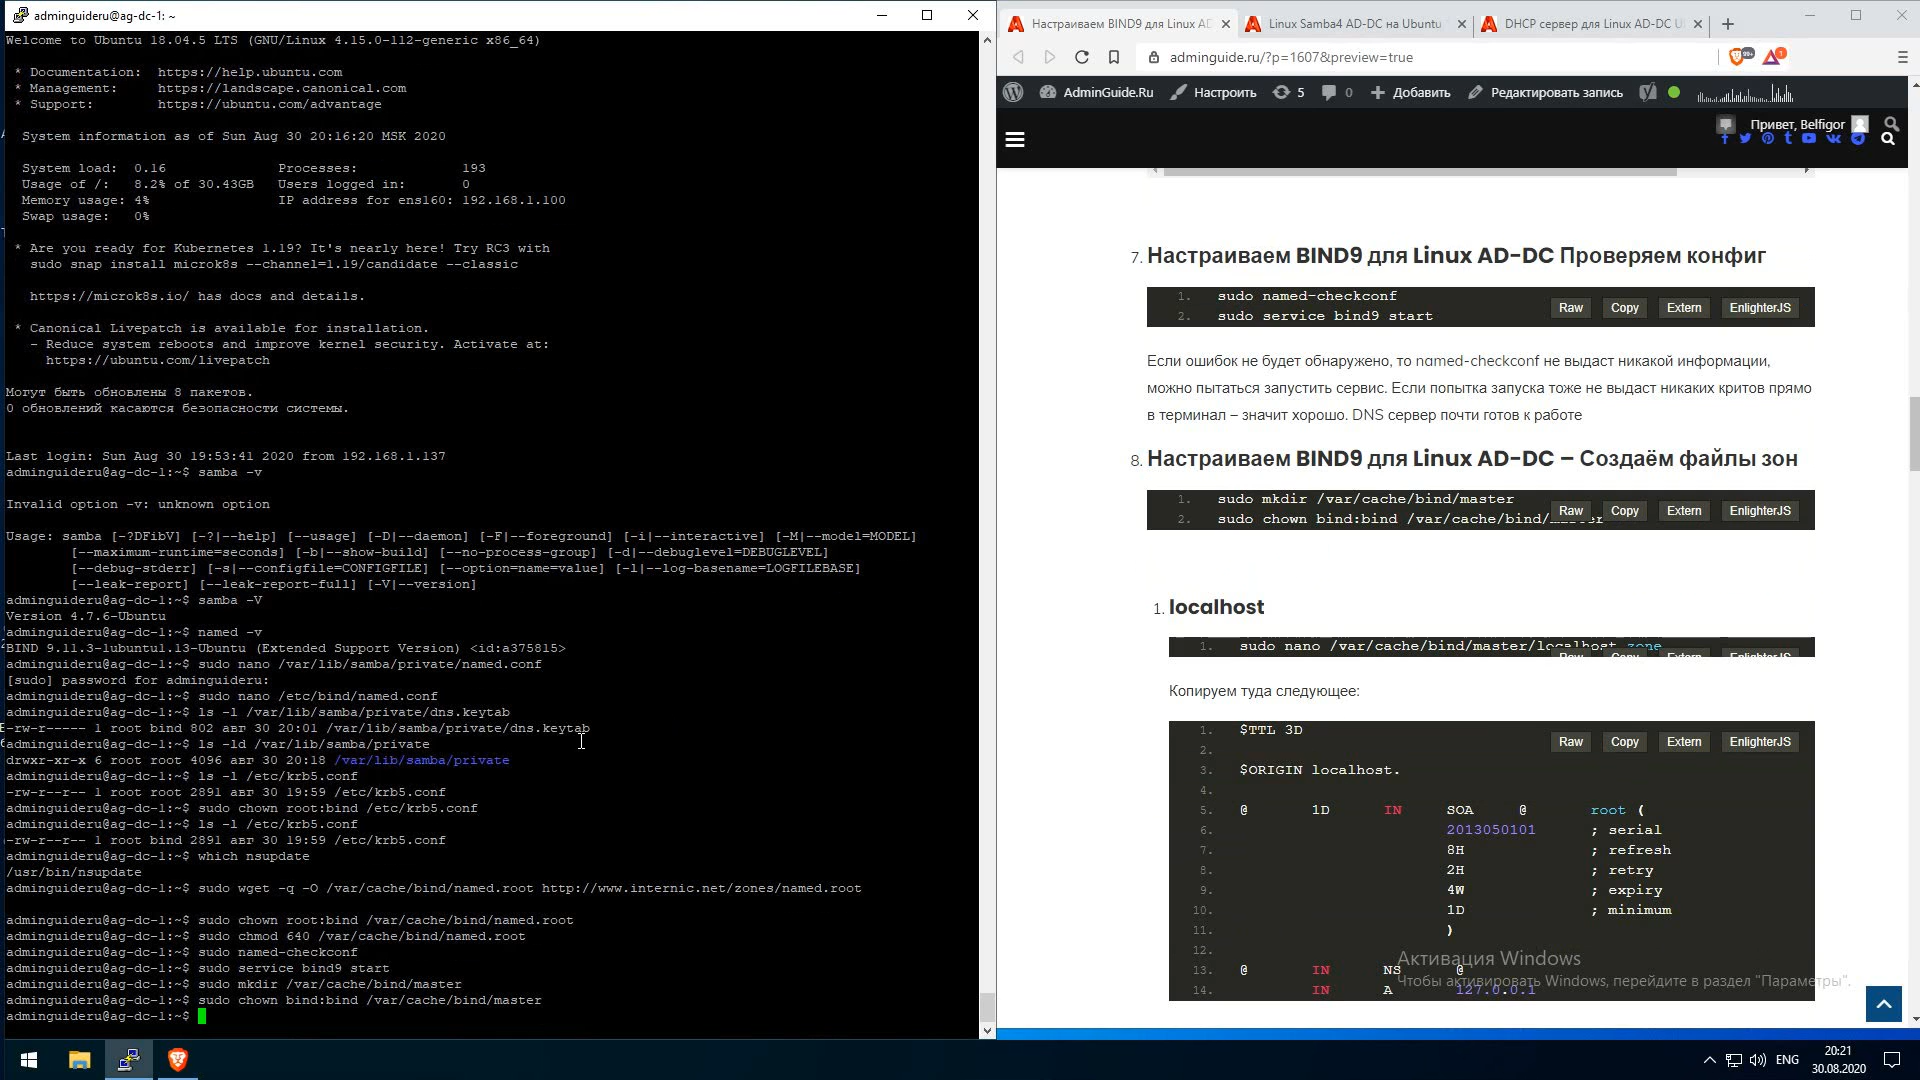 adminguideru@ag-dc-1: ~
Welcome to Ubuntu 18.04.5 LTS (GNU/Linux 4.15.0-112-generic x86_64)
* Documentation:  https://help.ubuntu.com
* Management:     https://landscape.canonical.com
* Support:        https://ubuntu.com/advantage
System information as of Sun Aug 30 20:16:20 MSK 2020
System load:  0.16              Processes:              193
Usage of /:   8.2% of 30.43GB   Users logged in:        0
Memory usage: 4%                IP address for ens160: 192.168.1.100
Swap usage:   0%
* Are you ready for Kubernetes 1.19? It's nearly here! Try RC3 with
sudo snap install microk8s --channel=1.19/candidate --classic
https://microk8s.io/ has docs and details.
* Canonical Livepatch is available for installation.
- Reduce system reboots and improve kernel security. Activate at:
https://ubuntu.com/livepatch
Могут быть обновлены 8 пакетов.
0 обновлений касаются безопасности системы.
Last login: Sun Aug 30 19:53:41 2020 from 192.168.1.137
adminguideru@ag-dc-1:~$ samba -v
Invalid option -v: unknown option
Usage: samba [-?DFibV] [-?|--help] [--usage] [-D|--daemon] [-F|--foreground] [-i|--interactive] [-M|--model=MODEL]
[--maximum-runtime=seconds] [-b|--show-build] [--no-process-group] [-d|--debuglevel=DEBUGLEVEL]
[--debug-stderr] [-s|--configfile=CONFIGFILE] [--option=name=value] [-l|--log-basename=LOGFILEBASE]
[--leak-report] [--leak-report-full] [-V|--version]
adminguideru@ag-dc-1:~$ samba -V
Version 4.7.6-Ubuntu
adminguideru@ag-dc-1:~$ named -v
BIND 9.11.3-1ubuntu1.13-Ubuntu (Extended Support Version) <id:a375815>
adminguideru@ag-dc-1:~$ sudo nano /var/lib/samba/private/named.conf
[sudo] password for adminguideru:
adminguideru@ag-dc-1:~$ sudo nano /etc/bind/named.conf
adminguideru@ag-dc-1:~$ ls -l /var/lib/samba/private/dns.keytab
-rw-r----- 1 root bind 802 авг 30 20:01 /var/lib/samba/private/dns.keytab
adminguideru@ag-dc-1:~$ ls -ld /var/lib/samba/private
drwxr-xr-x 6 root root 4096 авг 30 20:18 /var/lib/samba/private
adminguideru@ag-dc-1:~$ ls -l /etc/krb5.conf
-rw-r--r-- 1 root root 2891 авг 30 19:59 /etc/krb5.conf
adminguideru@ag-dc-1:~$ sudo chown root:bind /etc/krb5.conf
adminguideru@ag-dc-1:~$ ls -l /etc/krb5.conf
-rw-r--r-- 1 root bind 2891 авг 30 19:59 /etc/krb5.conf
adminguideru@ag-dc-1:~$ which nsupdate
/usr/bin/nsupdate
adminguideru@ag-dc-1:~$ sudo wget -q -O /var/cache/bind/named.root http://www.internic.net/zones/named.root
adminguideru@ag-dc-1:~$ sudo chown root:bind /var/cache/bind/named.root
adminguideru@ag-dc-1:~$ sudo chmod 640 /var/cache/bind/named.root
adminguideru@ag-dc-1:~$ sudo named-checkconf
adminguideru@ag-dc-1:~$ sudo service bind9 start
adminguideru@ag-dc-1:~$ sudo mkdir /var/cache/bind/master
adminguideru@ag-dc-1:~$ sudo chown bind:bind /var/cache/bind/master
adminguideru@ag-dc-1:~$
Настраиваем BIND9 для Linux AD
Linux Samba4 AD-DC на Ubuntu
DHCP сервер для Linux AD-DC U
adminguide.ru/?p=1607&preview=true
99+
1
AdminGuide.Ru Настроить 5 0 Добавить Редактировать запись
Привет, Belfigor
7. Настраиваем BIND9 для Linux AD-DC Проверяем конфиг
1. sudo named-checkconf
2. sudo service bind9 start
Raw Copy Extern EnlighterJS
Если ошибок не будет обнаружено, то named-checkconf не выдаст никакой информации,
можно пытаться запустить сервис. Если попытка запуска тоже не выдаст никаких критов прямо
в терминал – значит хорошо. DNS сервер почти готов к работе
8. Настраиваем BIND9 для Linux AD-DC – Создаём файлы зон
1. sudo mkdir /var/cache/bind/master
2. sudo chown bind:bind /var/cache/bind/master
Raw Copy Extern EnlighterJS
1. localhost
1. sudo nano /var/cache/bind/master/localhost.zone
Raw Copy Extern EnlighterJS
Копируем туда следующее:
Raw Copy Extern EnlighterJS
1. $TTL 3D
2.
3. $ORIGIN localhost.
4.
5. @ 1D IN SOA @ root (
6. 2013050101 ; serial
7. 8H ; refresh
8. 2H ; retry
9. 4W ; expiry
10. 1D ; minimum
11. )
12.
13. @ IN NS @
14. IN A 127.0.0.1
Активация Windows
Чтобы активировать Windows, перейдите в раздел "Параметры".
ENG
20:21
30.08.2020